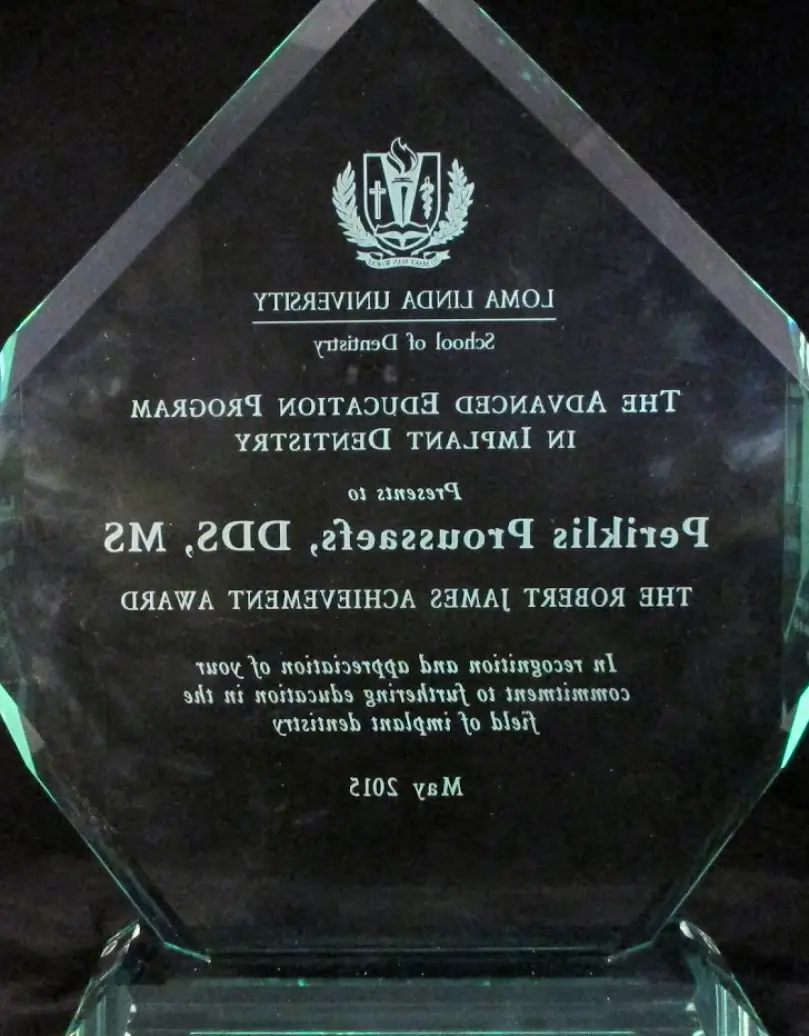 LOMA LINDA UNIVERSITY
School of Dentistry
THE ADVANCED EDUCATION PROGRAM
IN IMPLANT DENTISTRY
Presents to
Periklis Proussaefs, DDS, MS
THE ROBERT JAMES ACHIEVEMENT AWARD
In recognition and appreciation of your
commitment to furthering education in the
field of implant dentistry
May 2015